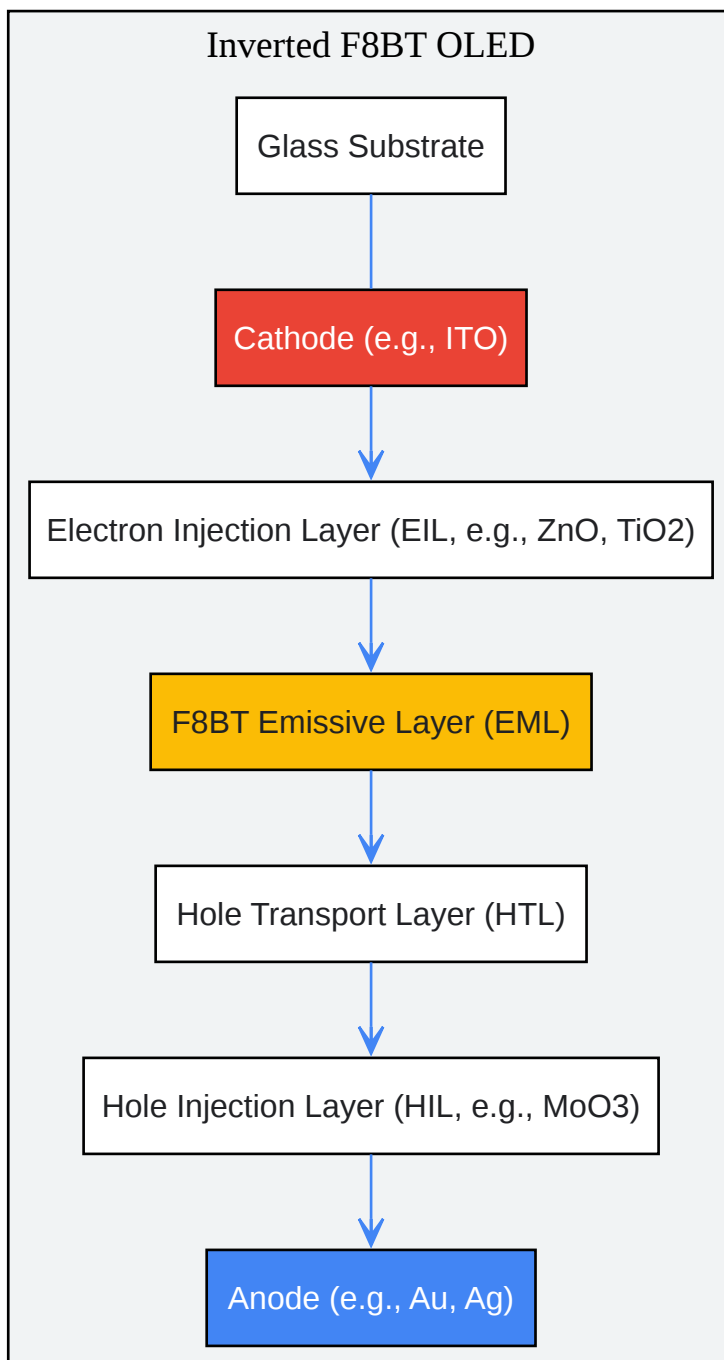 Inverted F8BT OLED
Glass Substrate
Cathode (e.g., ITO)
Electron Injection Layer (EIL, e.g., ZnO, TiO2)
F8BT Emissive Layer (EML)
Hole Transport Layer (HTL)
Hole Injection Layer (HIL, e.g., MoO3)
Anode (e.g., Au, Ag)